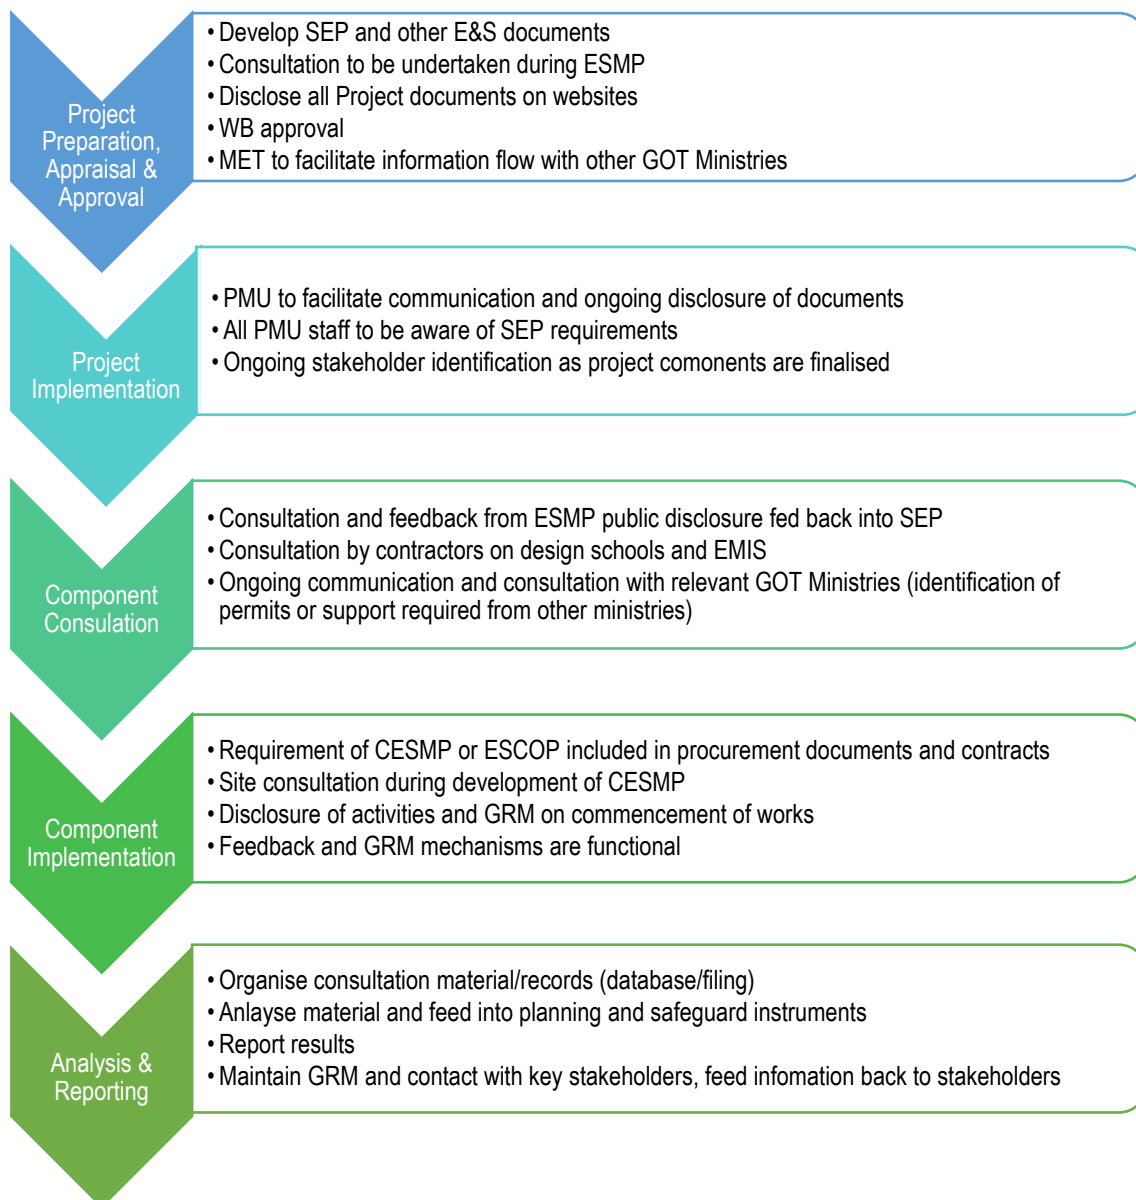 Project
Preparation,
Appraisal &
Approval
• Develop SEP and other E&S documents
• Consultation to be undertaken during ESMP
• Disclose all Project documents on websites
• WB approval
• MET to facilitate information flow with other GOT Ministries
Project
Implementation
• PMU to facilitate communication and ongoing disclosure of documents
• All PMU staff to be aware of SEP requirements
• Ongoing stakeholder identification as project comonents are finalised
Component
Consulation
• Consultation and feedback from ESMP public disclosure fed back into SEP
• Consultation by contractors on design schools and EMIS
• Ongoing communication and consultation with relevant GOT Ministries (identification of
permits or support required from other ministries)
Component
Implementation
• Requirement of CESMP or ESCOP included in procurement documents and contracts
• Site consultation during development of CESMP
• Disclosure of activities and GRM on commencement of works
• Feedback and GRM mechanisms are functional
Analysis &
Reporting
• Organise consultation material/records (database/filing)
• Anlayse material and feed into planning and safeguard instruments
• Report results
• Maintain GRM and contact with key stakeholders, feed infomation back to stakeholders